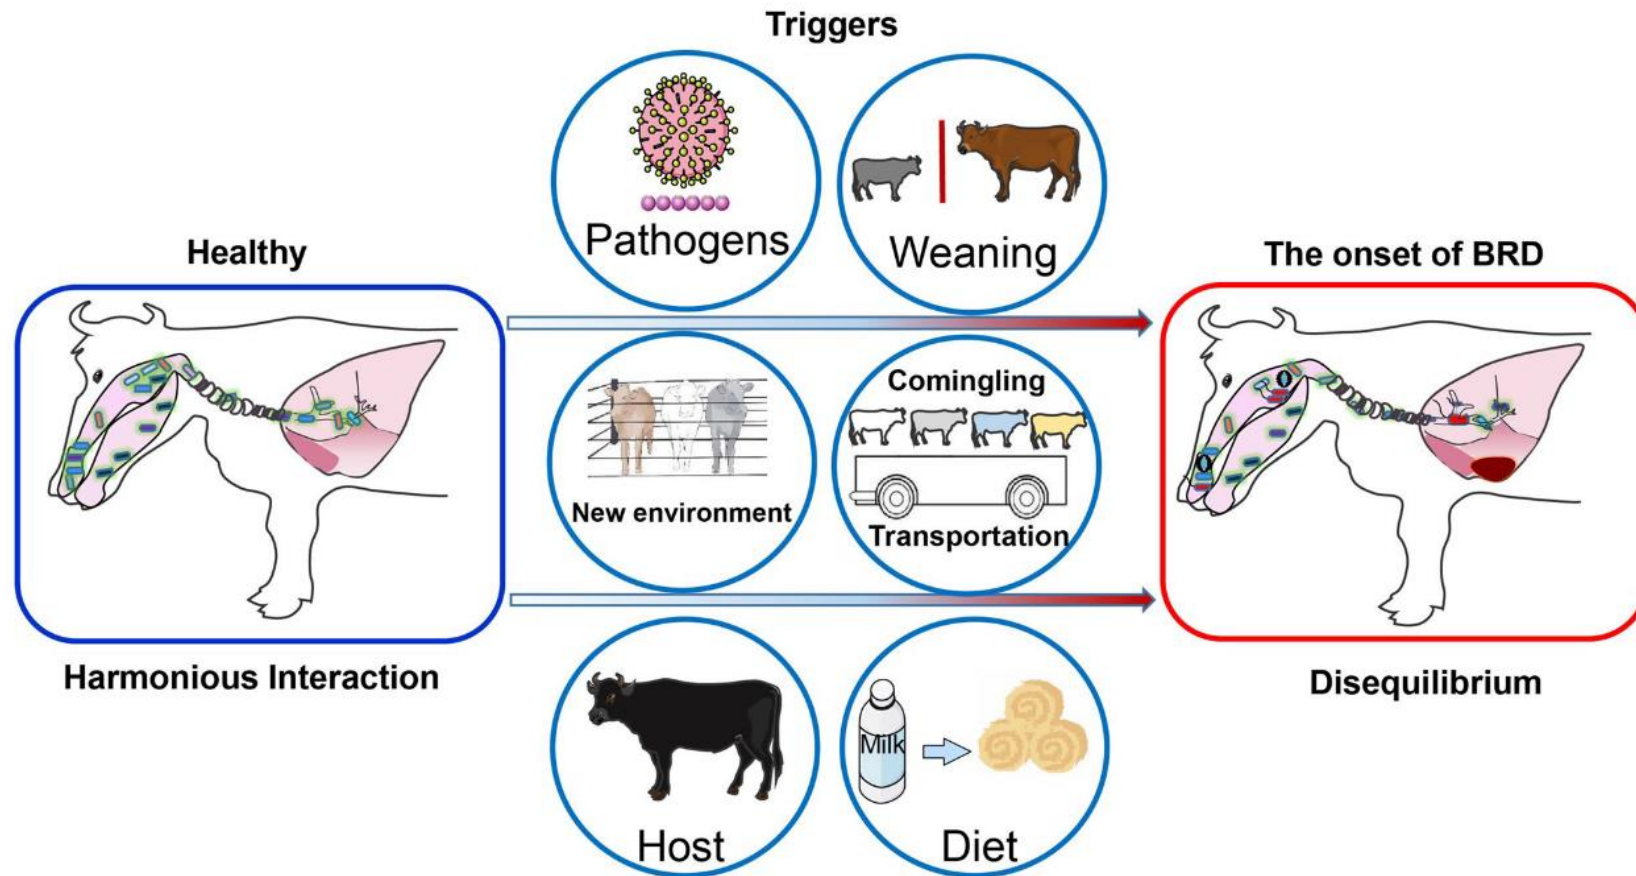 Triggers
Pathogens
Weaning
Healthy
The onset of BRD
New environment
Comingling
Transportation
Harmonious Interaction
Disequilibrium
Milk
Host
Diet